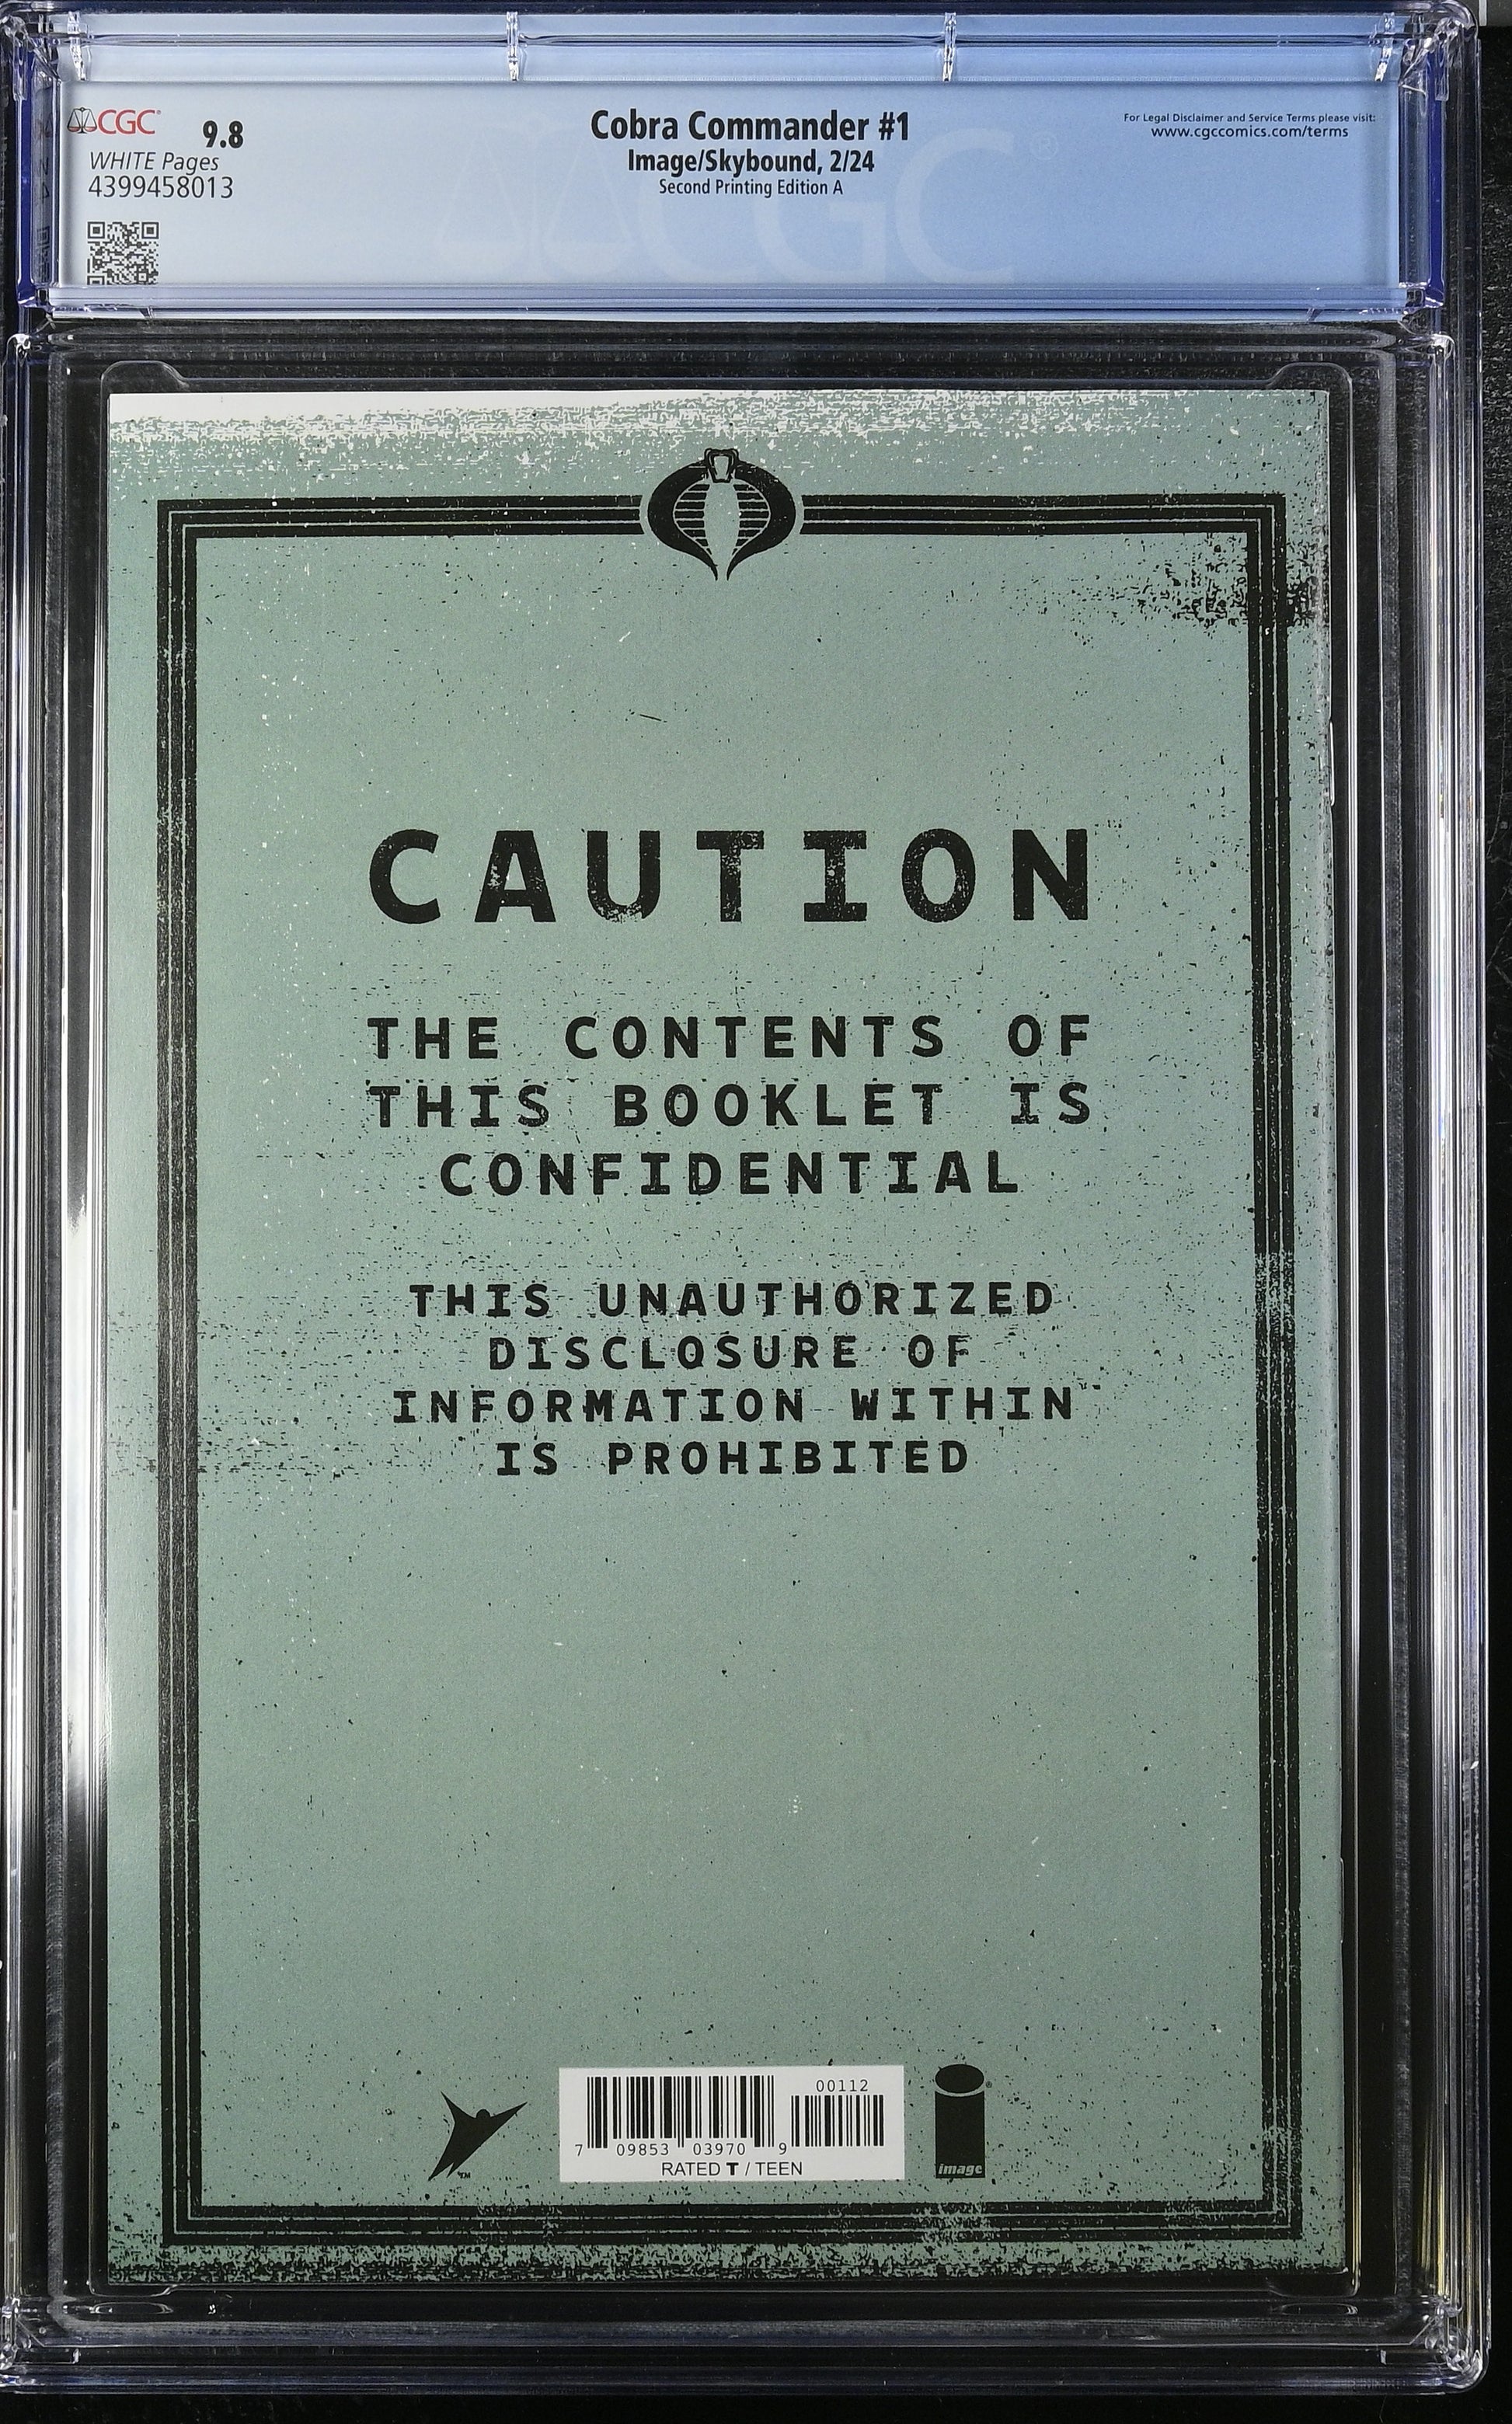 CGC
9.8
WHITE Pages
4399458013
Cobra Commander #1
Image/Skybound, 2/24
Second Printing Edition A
For Legal Disclaimer and Service Terms please visit:
www.cgccomics.com/terms
CGC
CAUTION
THE CONTENTS OF
THIS BOOKLET IS
CONFIDENTIAL
THIS UNAUTHORIZED
DISCLOSURE OF
INFORMATION WITHIN
IS PROHIBITED
TM
00112
7 09853 03970 9
RATED T / TEEN
image